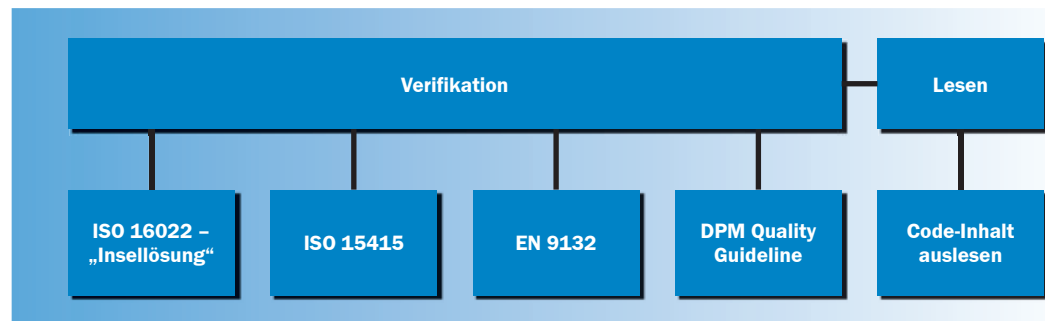 Verifikation
Lesen
ISO 16022 –
„Insellösung“
ISO 15415
EN 9132
DPM Quality
Guideline
Code-Inhalt
auslesen